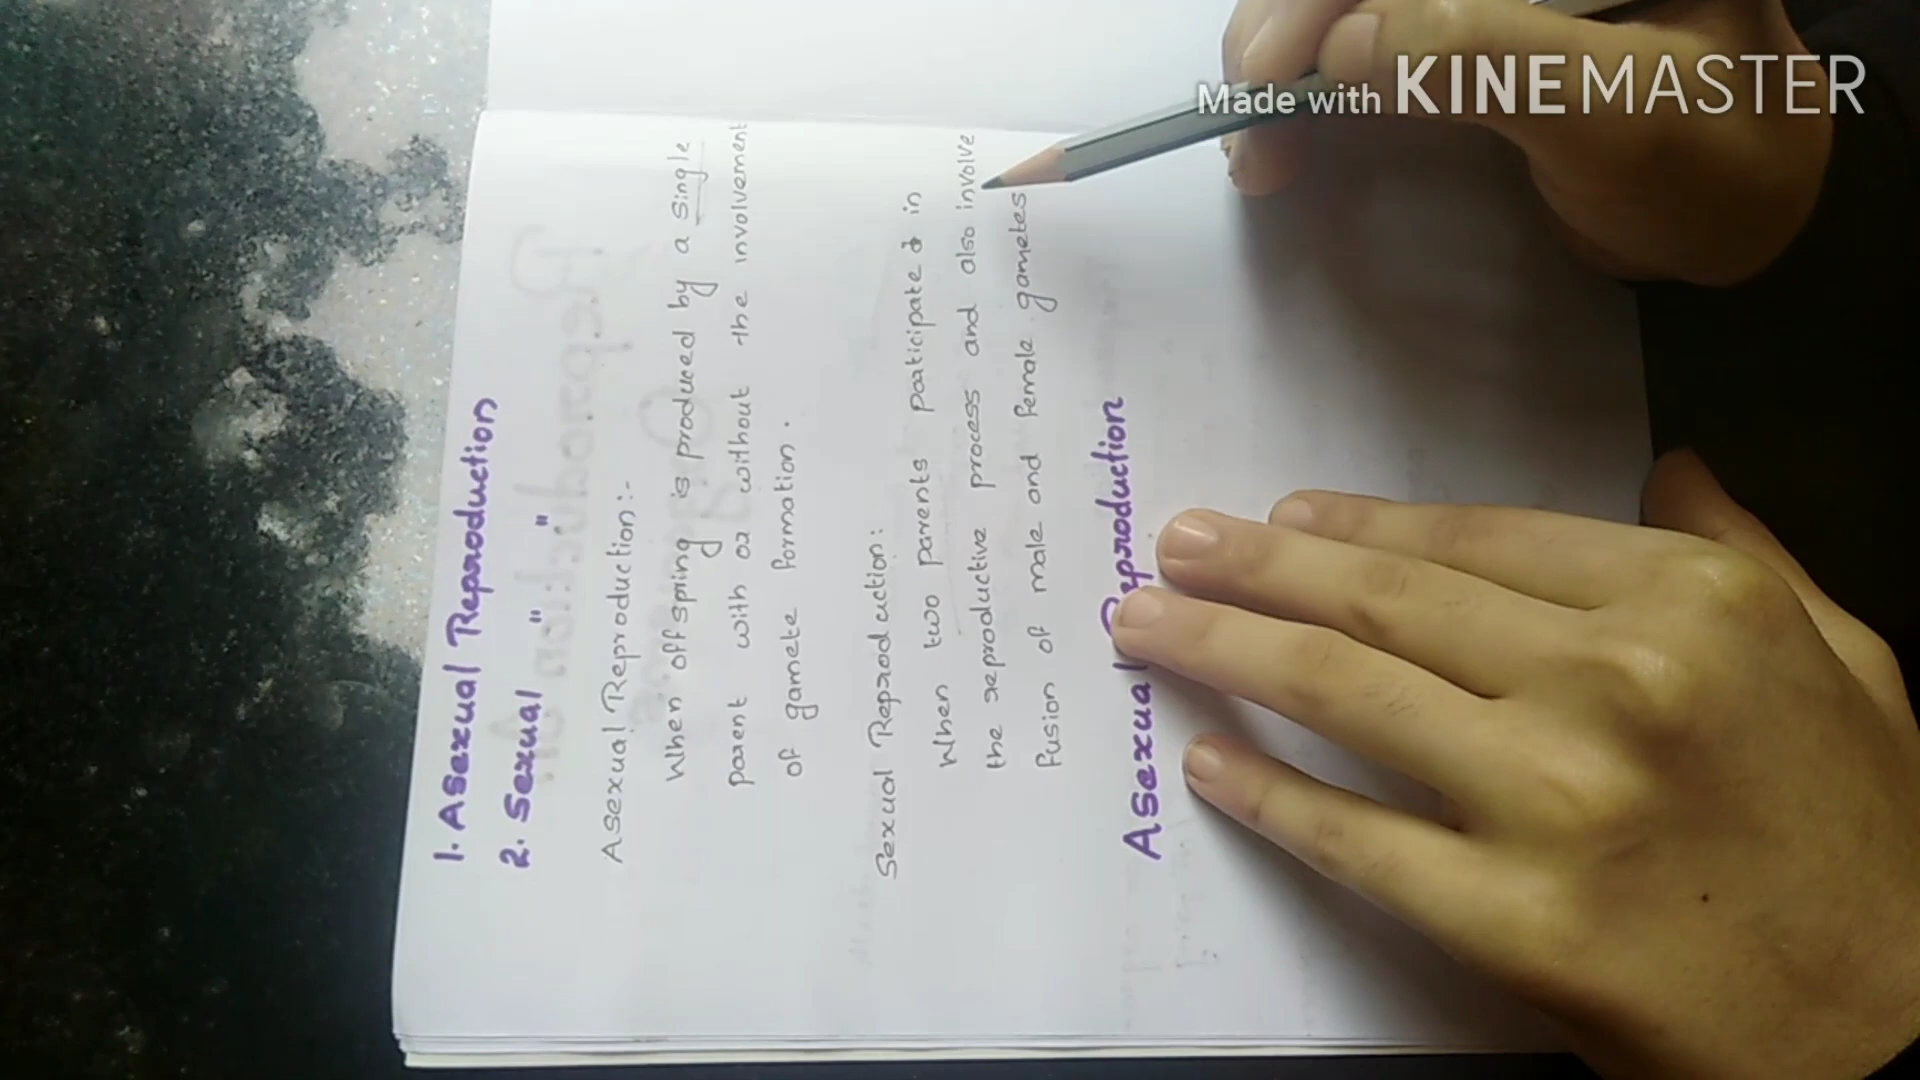 Made with KINEMASTER
1. Asexual Reproduction
2. Sexual " "
Asexual Reproduction:-
When offspring is produced by a single
parent with or without the involvement
of gamete formation.
Sexual Reproduction:
When two parents participate in
the reproductive process and also involve
fusion of male and female gametes
Asexual Reproduction